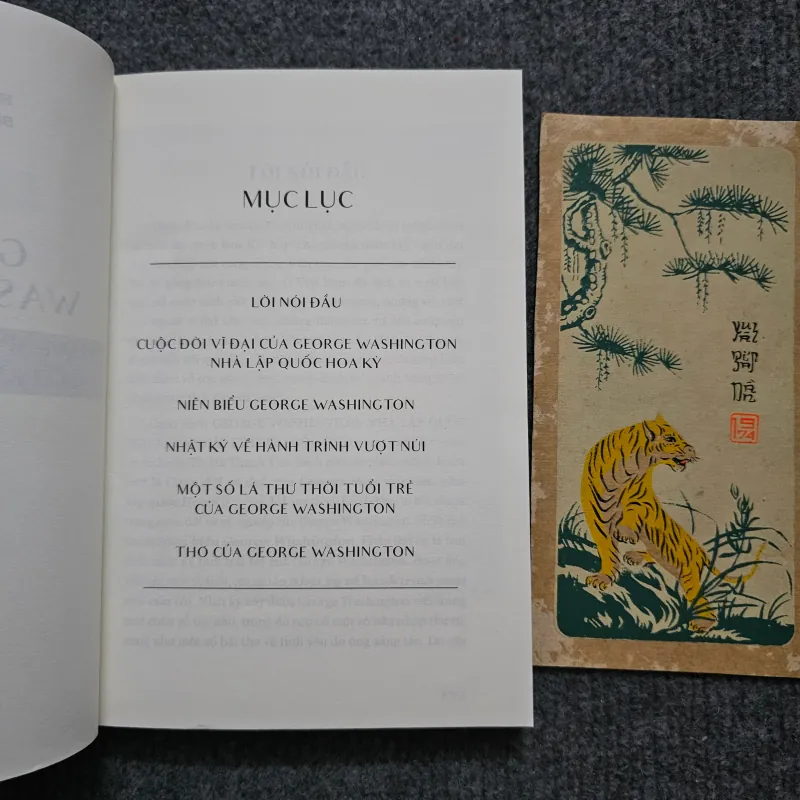 MỤC LỤC
LỜI NÓI ĐẦU
CUỘC ĐỜI VĨ ĐẠI CỦA GEORGE WASHINGTON
NHÀ LẬP QUỐC HOA KỲ
NIÊN BIỂU GEORGE WASHINGTON
NHẬT KÝ VỀ HÀNH TRÌNH VƯỢT NÚI
MỘT SỐ LÁ THƯ THỜI TUỔI TRẺ
CỦA GEORGE WASHINGTON
THƠ CỦA GEORGE WASHINGTON